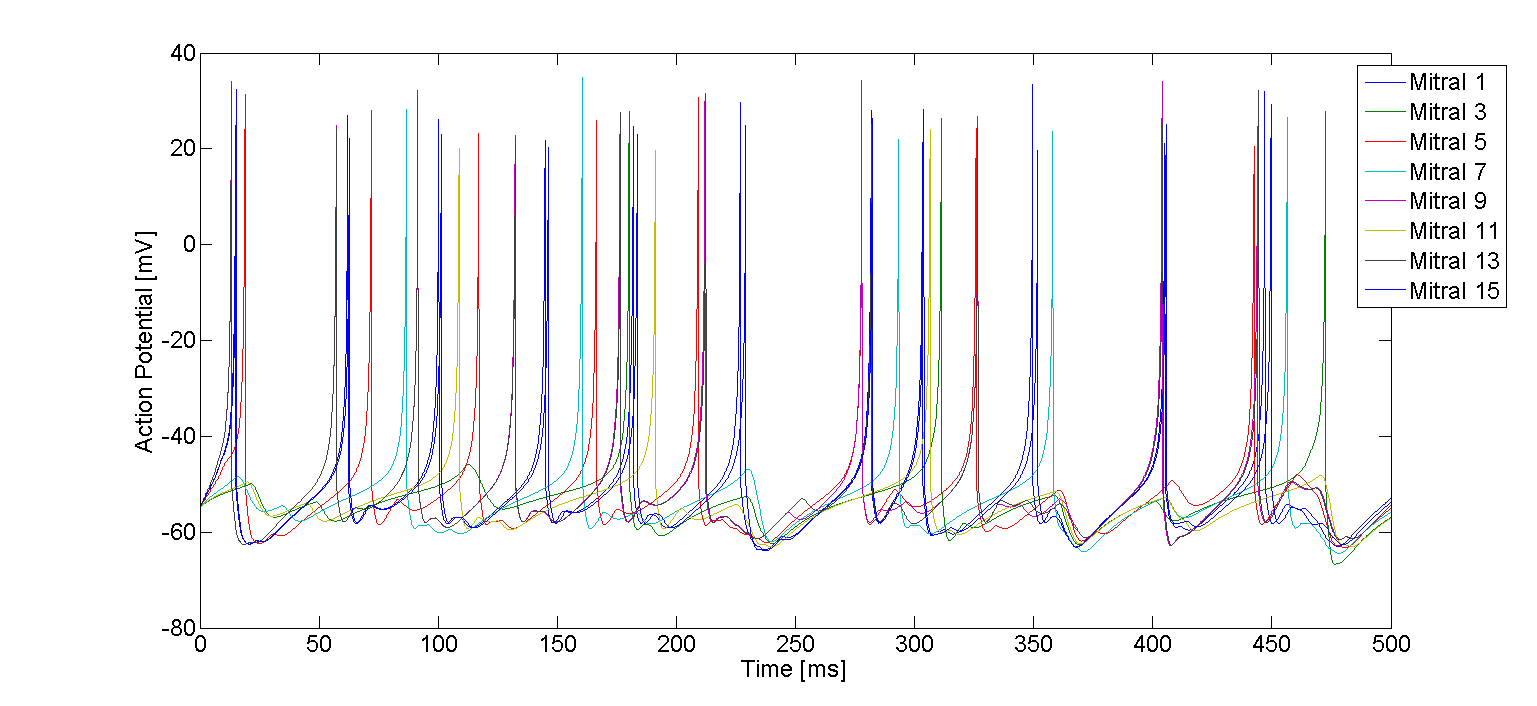 Action Potential [mV]
40
20
0
-20
-40
-60
-80
0 50 100 150 200 250 300 350 400 450 500
Time [ms]
Mitral 1
Mitral 3
Mitral 5
Mitral 7
Mitral 9
Mitral 11
Mitral 13
Mitral 15